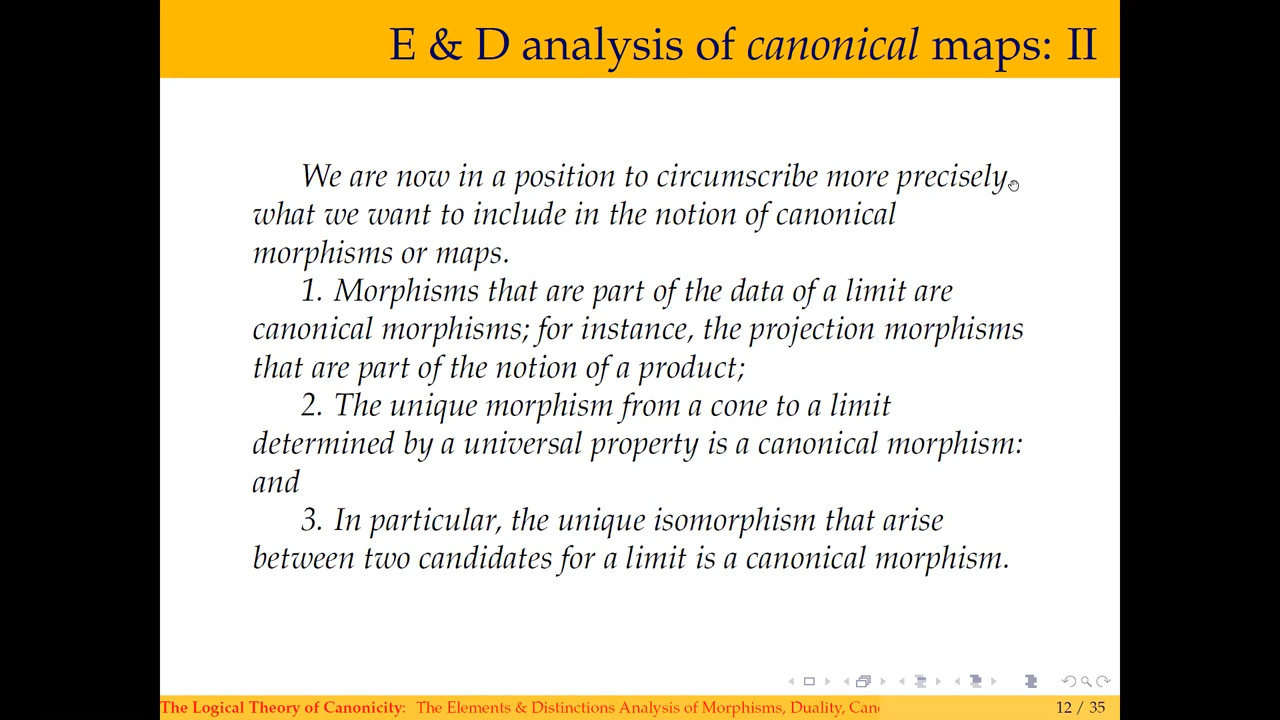 E & D analysis of canonical maps: II
We are now in a position to circumscribe more precisely
what we want to include in the notion of canonical
morphisms or maps.
1. Morphisms that are part of the data of a limit are
canonical morphisms; for instance, the projection morphisms
that are part of the notion of a product;
2. The unique morphism from a cone to a limit
determined by a universal property is a canonical morphism:
and
3. In particular, the unique isomorphism that arise
between two candidates for a limit is a canonical morphism.
The Logical Theory of Canonicity: The Elements & Distinctions Analysis of Morphisms, Duality, Cano
12 / 35